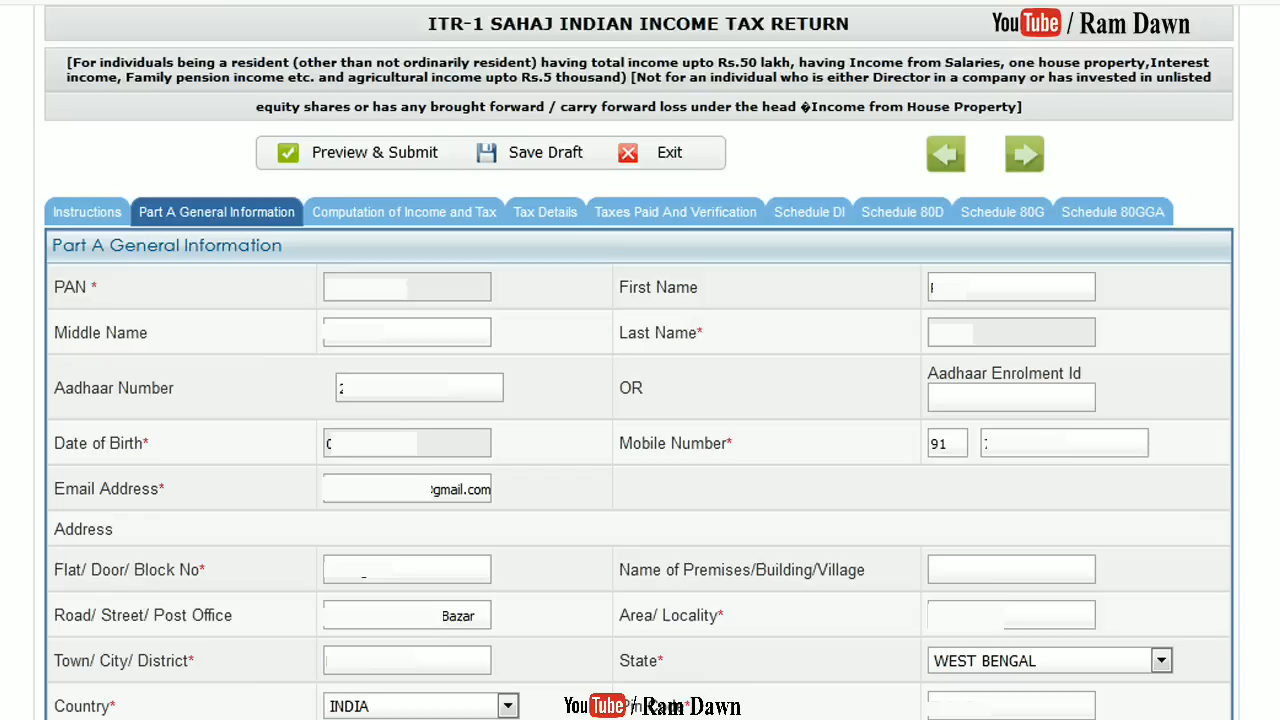 ITR-1 SAHAJ INDIAN INCOME TAX RETURN
YouTube / Ram Dawn
[For individuals being a resident (other than not ordinarily resident) having total income upto Rs.50 lakh, having Income from Salaries, one house property,Interest
income, Family pension income etc. and agricultural income upto Rs.5 thousand) [Not for an individual who is either Director in a company or has invested in unlisted
equity shares or has any brought forward / carry forward loss under the head �Income from House Property]
Preview & Submit Save Draft Exit
Instructions Part A General Information Computation of Income and Tax Tax Details Taxes Paid And Verification Schedule DI Schedule 80D Schedule 80G Schedule 80GGA
Part A General Information
PAN * First Name
Middle Name Last Name*
Aadhaar Number OR Aadhaar Enrolment Id
Date of Birth* Mobile Number* 91
Email Address* gmail.com
Address
Flat/ Door/ Block No* Name of Premises/Building/Village
Road/ Street/ Post Office Bazar Area/ Locality*
Town/ City/ District* State* WEST BENGAL
Country* INDIA
YouTube / Ram Dawn